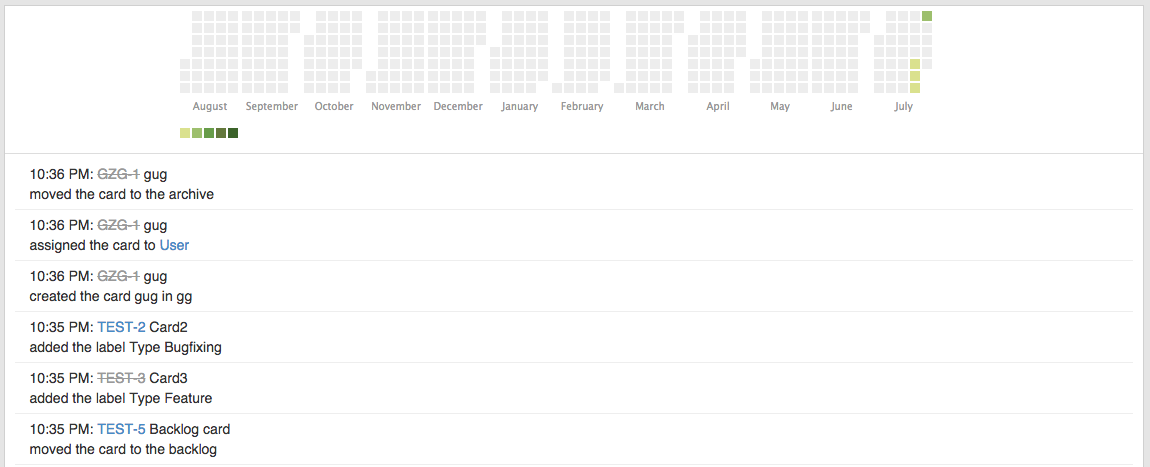 August September October November December January February March April May June July
10:36 PM: GZG-1 gug
moved the card to the archive
10:36 PM: GZG-1 gug
assigned the card to User
10:36 PM: GZG-1 gug
created the card gug in gg
10:35 PM: TEST-2 Card2
added the label Type Bugfixing
10:35 PM: TEST-3 Card3
added the label Type Feature
10:35 PM: TEST-5 Backlog card
moved the card to the backlog